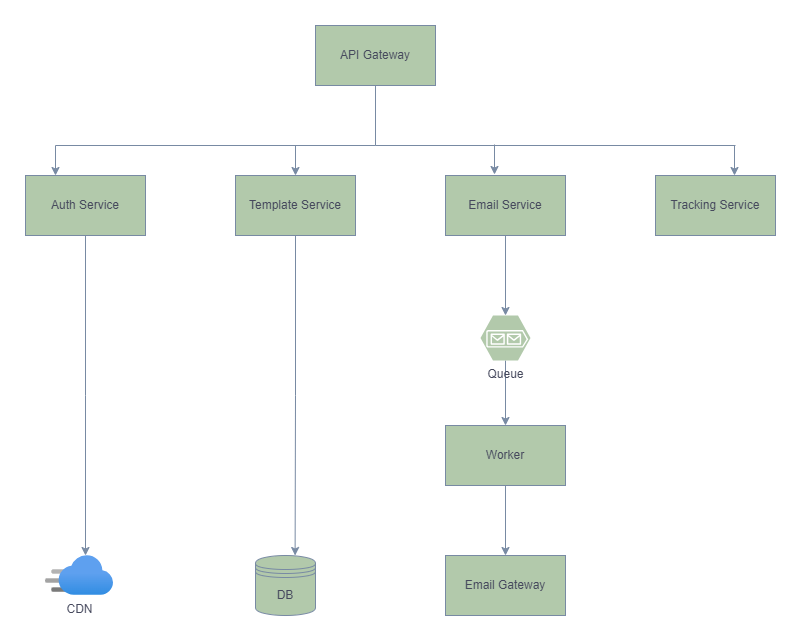 API Gateway
Auth Service
Template Service
Email Service
Tracking Service
Queue
Worker
CDN
DB
Email Gateway